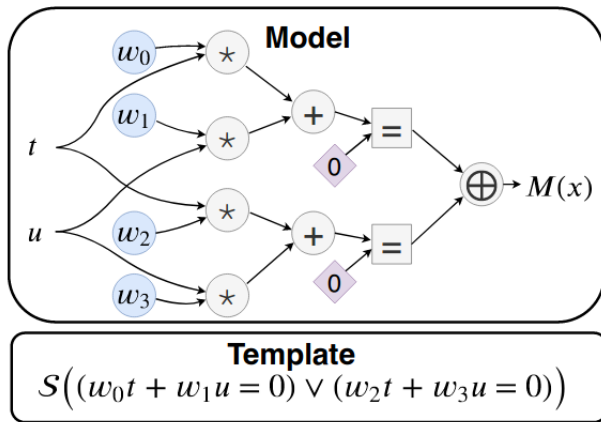 Model
w₀
*
w₁
+
=
t
*
0
⊕
M(x)
*
u
w₂
+
=
0
w₃
*
Template
𝒮((w₀t + w₁u = 0) ∨ (w₂t + w₃u = 0))